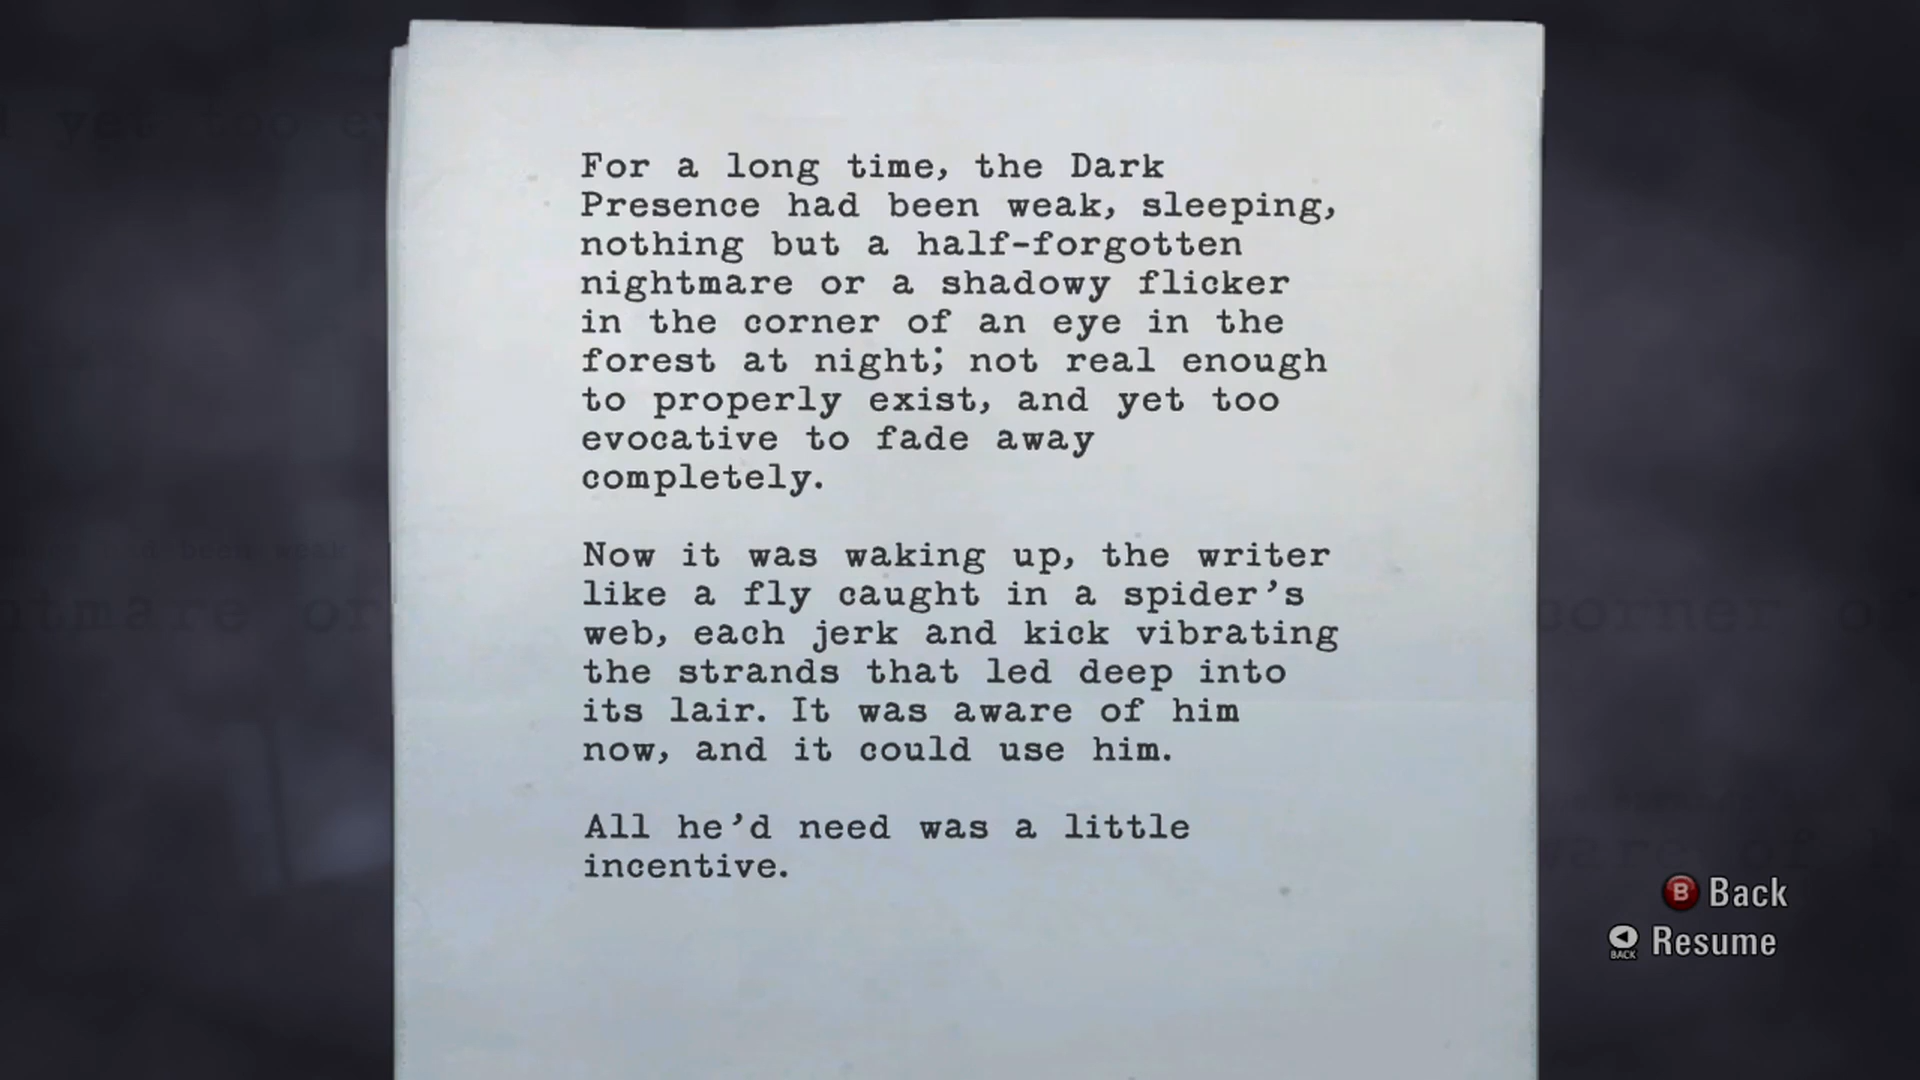 For a long time, the Dark
Presence had been weak, sleeping,
nothing but a half-forgotten
nightmare or a shadowy flicker
in the corner of an eye in the
forest at night; not real enough
to properly exist, and yet too
evocative to fade away
completely.
Now it was waking up, the writer
like a fly caught in a spider’s
web, each jerk and kick vibrating
the strands that led deep into
its lair. It was aware of him
now, and it could use him.
All he’d need was a little
incentive.
B Back
BACK Resume